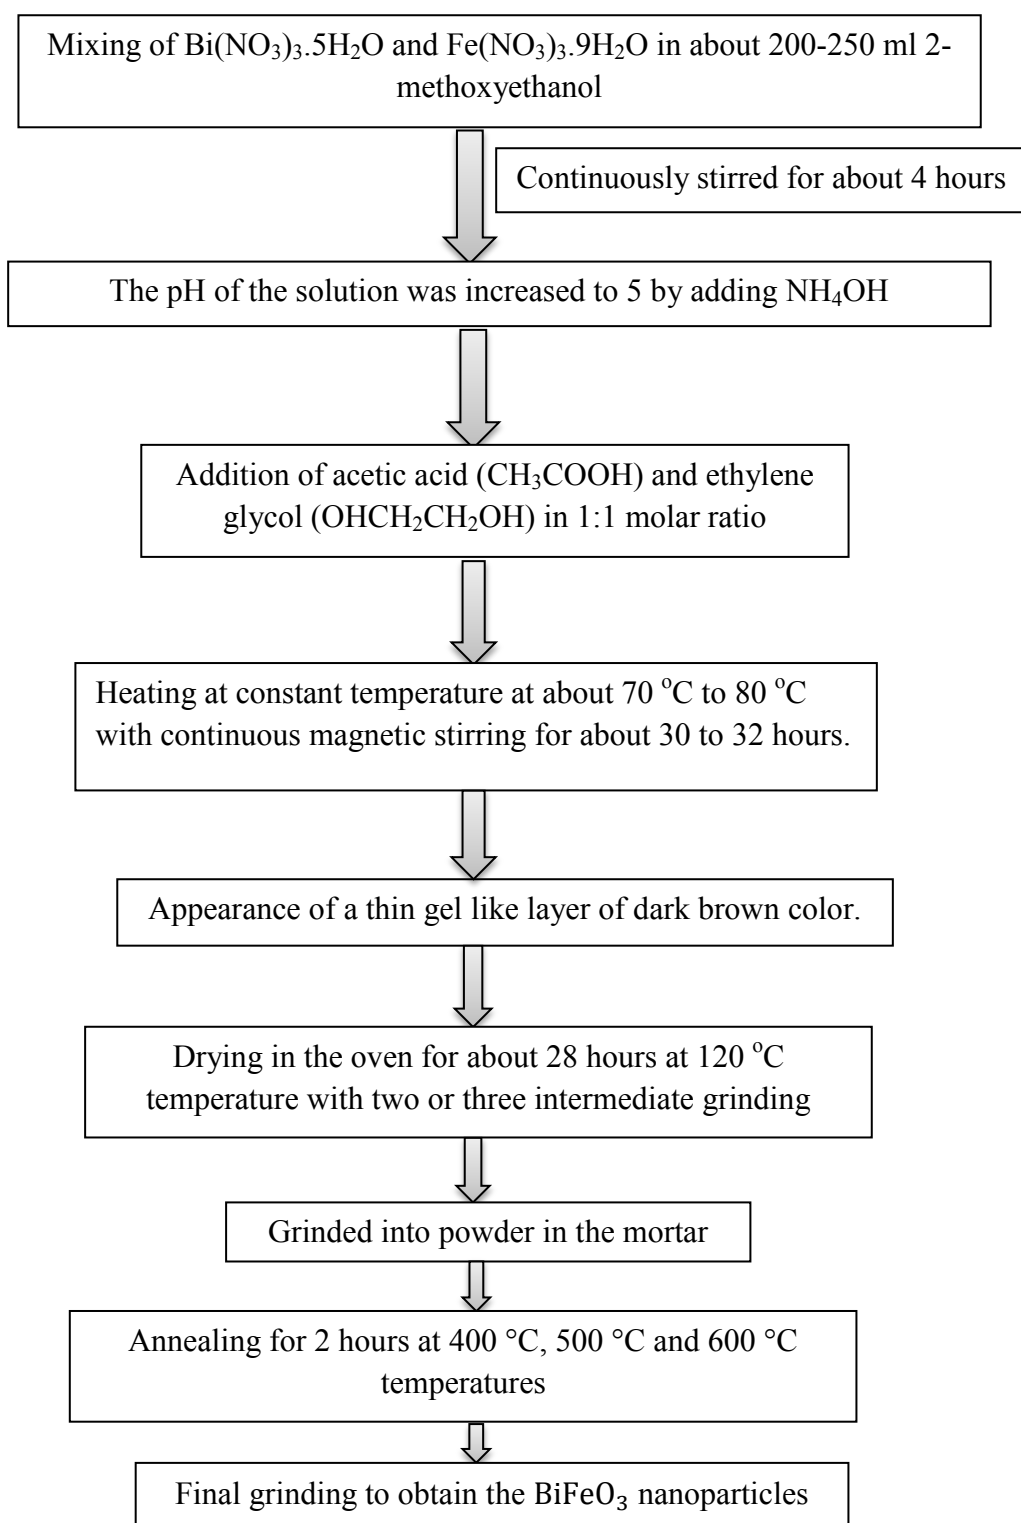 Mixing of Bi(NO₃)₃.5H₂O and Fe(NO₃)₃.9H₂O in about 200-250 ml 2-
methoxyethanol
Continuously stirred for about 4 hours
The pH of the solution was increased to 5 by adding NH₄OH
Addition of acetic acid (CH₃COOH) and ethylene
glycol (OHCH₂CH₂OH) in 1:1 molar ratio
Heating at constant temperature at about 70 °C to 80 °C
with continuous magnetic stirring for about 30 to 32 hours.
Appearance of a thin gel like layer of dark brown color.
Drying in the oven for about 28 hours at 120 °C
temperature with two or three intermediate grinding
Grinded into powder in the mortar
Annealing for 2 hours at 400 °C, 500 °C and 600 °C
temperatures
Final grinding to obtain the BiFeO₃ nanoparticles